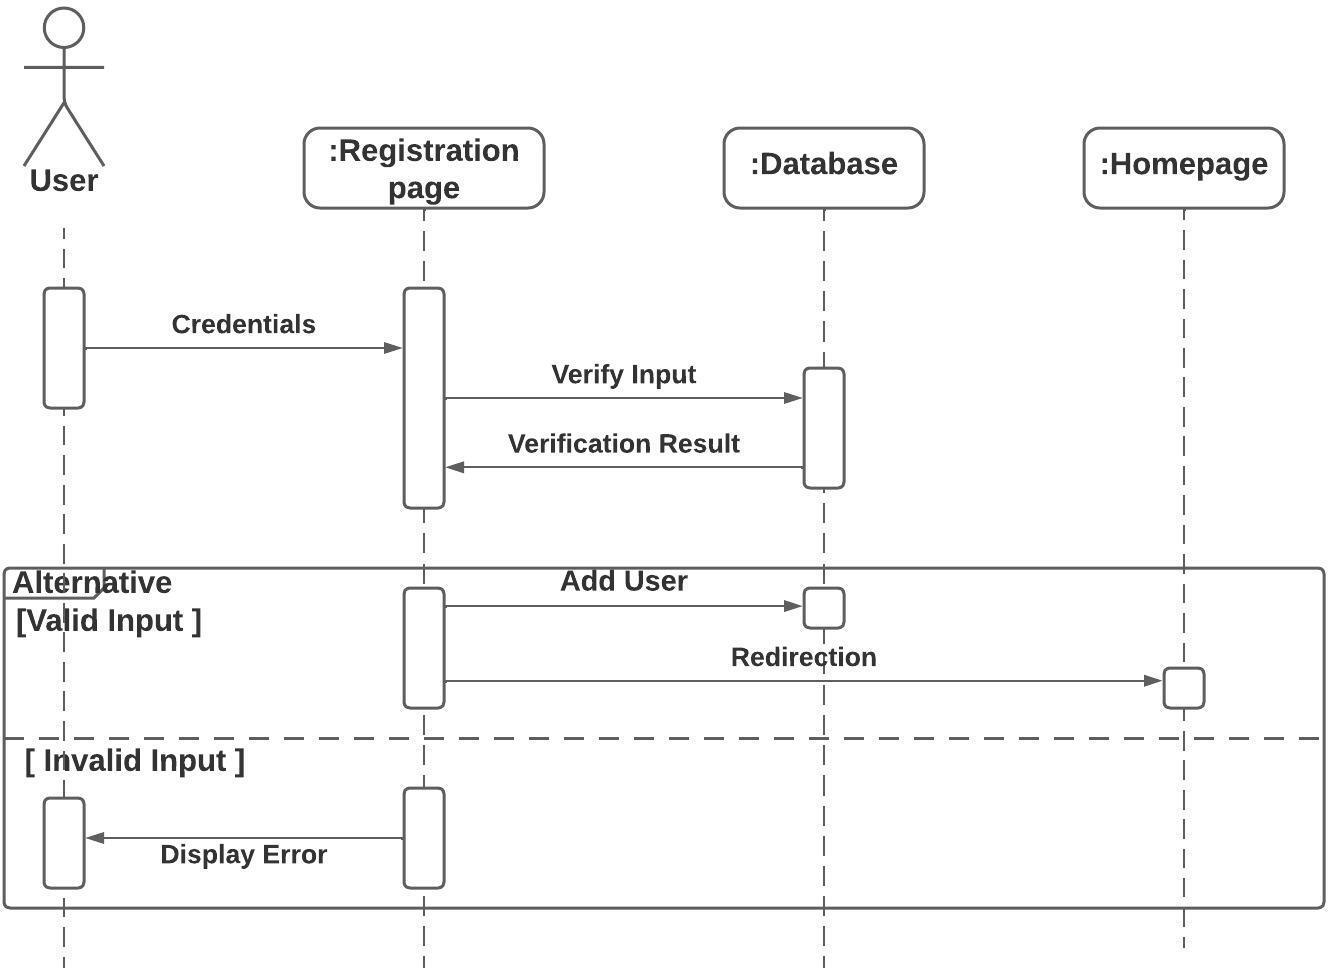 User
:Registration
page
:Database
:Homepage
Credentials
Verify Input
Verification Result
Alternative
Add User
[Valid Input ]
Redirection
[ Invalid Input ]
Display Error